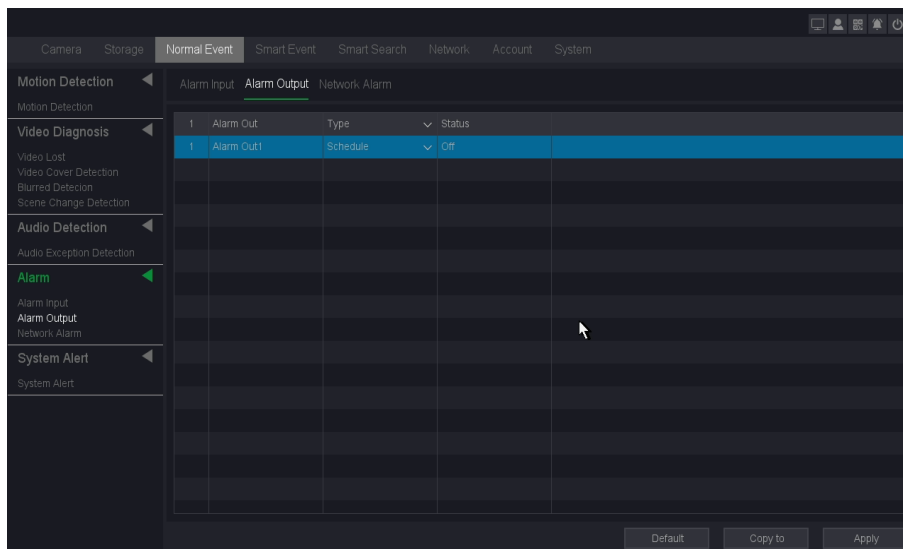 Camera Storage Normal Event Smart Event Smart Search Network Account System
Motion Detection
Motion Detection
Video Diagnosis
Video Lost
Video Cover Detection
Blurred Detecion
Scene Change Detection
Audio Detection
Audio Exception Detection
Alarm
Alarm Input
Alarm Output
Network Alarm
System Alert
System Alert
Alarm Input Alarm Output Network Alarm
1 Alarm Out Type Status
1 Alarm Out1 Schedule Off
Default Copy to Apply